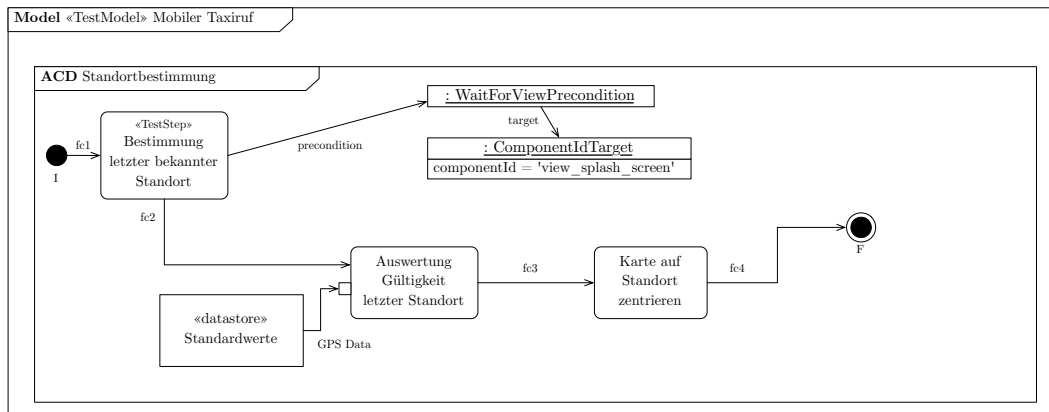 Model «TestModel» Mobiler Taxiruf
ACD Standortbestimmung
: WaitForViewPrecondition
«TestStep»
Bestimmung
letzter bekannter
Standort
fc1
I
precondition
target
: ComponentIdTarget
componentId = 'view_splash_screen'
fc2
F
Auswertung
Gültigkeit
letzter Standort
fc3
Karte auf
Standort
zentrieren
fc4
«datastore»
Standardwerte
GPS Data